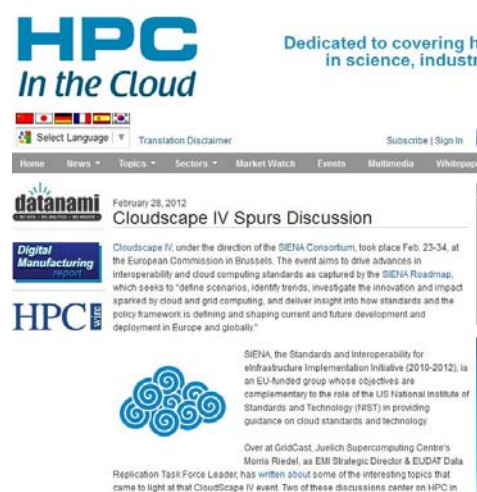 HPC
In the Cloud
Dedicated to covering h
in science, industr
Select Language
Translation Disclaimer
Subscribe | Sign In
Home News Topics Sectors Market Watch Events Multimedia Whitepap
datanami
Digital
Manufacturing
report
HPC wire
February 28, 2012
Cloudscape IV Spurs Discussion
Cloudscape IV, under the direction of the SIENA Consortium, took place Feb. 23-34, at
the European Commission in Brussels. The event aims to drive advances in
interoperability and cloud computing standards as captured by the SIENA Roadmap,
which seeks to "define scenarios, identify trends, investigate the innovation and impact
sparked by cloud and grid computing, and deliver insight into how standards and the
policy framework is defining and shaping current and future development and
deployment in Europe and globally."
SIENA, the Standards and Interoperability for
eInfrastructure Implementation Initiative (2010-2012), is
an EU-funded group whose objectives are
complementary to the role of the US National Institute of
Standards and Technology (NIST) in providing
guidance on cloud standards and technology.
Over at GridCast, Juelich Supercomputing Centre's
Morris Riedel, as EMI Strategic Director & EUDAT Data
Replication Task Force Leader, has written about some of the interesting topics that
came to light at that CloudScape IV event. Two of these discussions center on HPC in